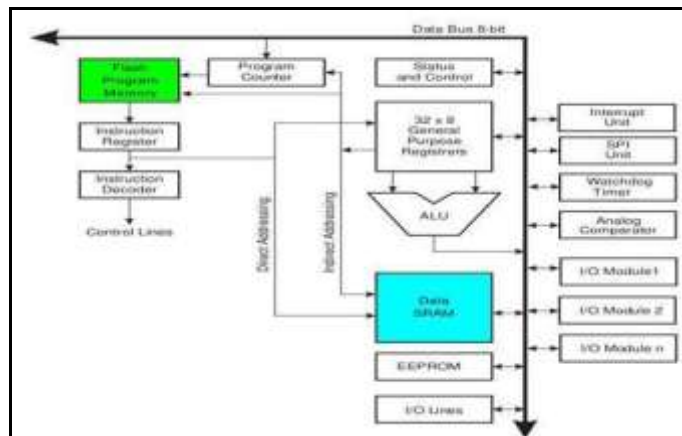 Data Bus 8-bit
Flash
Program
Memory
Program
Counter
Status
and Control
Instruction
Register
32 x 8
General
Purpose
Registrers
Interrupt
Unit
SPI
Unit
Instruction
Decoder
Watchdog
Timer
Direct Addressing
Indirect Addressing
ALU
Analog
Comparator
Control Lines
I/O Module1
Data
SRAM
I/O Module 2
I/O Module n
EEPROM
I/O Lines